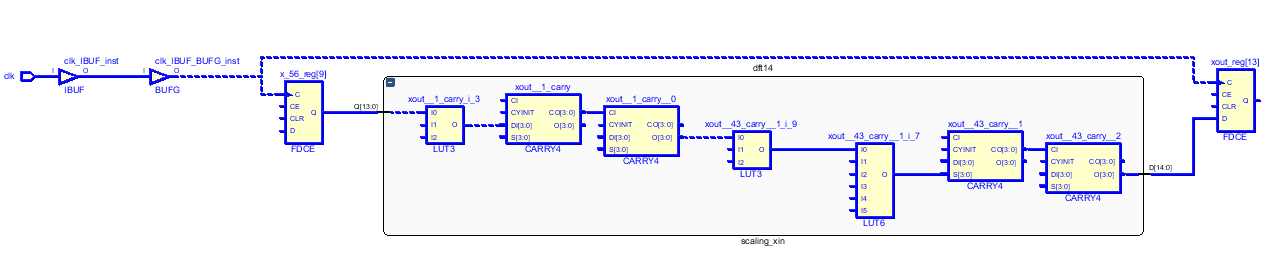 clk
clk_IBUF_inst
I
O
IBUF
clk_IBUF_BUFG_inst
I
O
BUFG
x_56_reg[9]
C
CE
CLR
D
Q
FDCE
Q[13:0]
dft14
xout__1_carry_i_3
I0
I1
I2
O
LUT3
xout__1_carry
CI
CYINIT
DI[3:0]
S[3:0]
CO[3:0]
O[3:0]
CARRY4
xout__1_carry__0
CI
CYINIT
DI[3:0]
S[3:0]
CO[3:0]
O[3:0]
CARRY4
xout__43_carry__1_i_9
I0
I1
I2
O
LUT3
xout__43_carry__1_i_7
I0
I1
I2
I3
I4
I5
O
LUT6
xout__43_carry__1
CI
CYINIT
DI[3:0]
S[3:0]
CO[3:0]
O[3:0]
CARRY4
xout__43_carry__2
CI
CYINIT
DI[3:0]
S[3:0]
CO[3:0]
O[3:0]
CARRY4
D[14:0]
xout_reg[13]
C
CE
CLR
D
Q
FDCE
scaling_xin